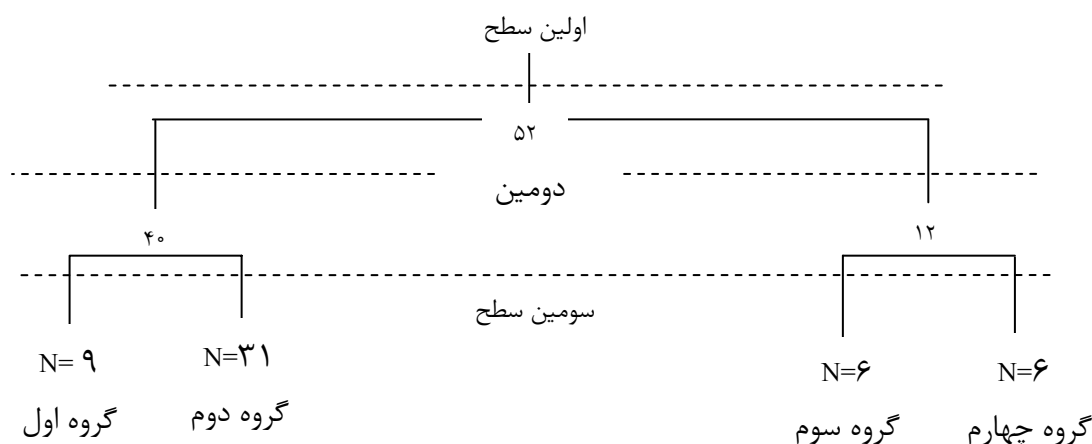 اولین سطح
۵۲
دومین
۴۰
۱۲
سومین سطح
N= ۹
N=۳۱
N=۶
N=۶
گروه اول
گروه دوم
گروه سوم
گروه چهارم